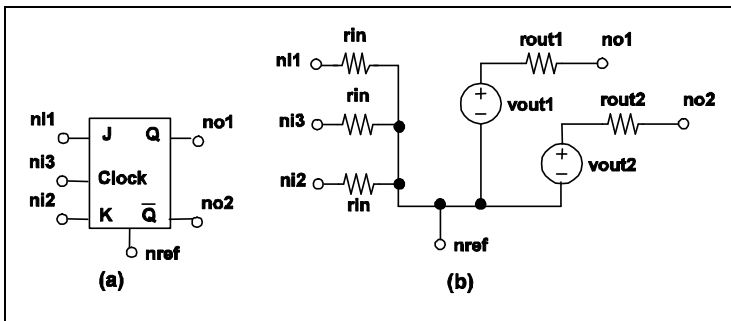 ni1
J
Q
no1
ni3
Clock
ni2
K
Q̅
no2
nref
(a)
rin
ni1
rin
ni3
ni2
rin
+
−
vout1
rout1
no1
+
−
vout2
rout2
no2
nref
(b)